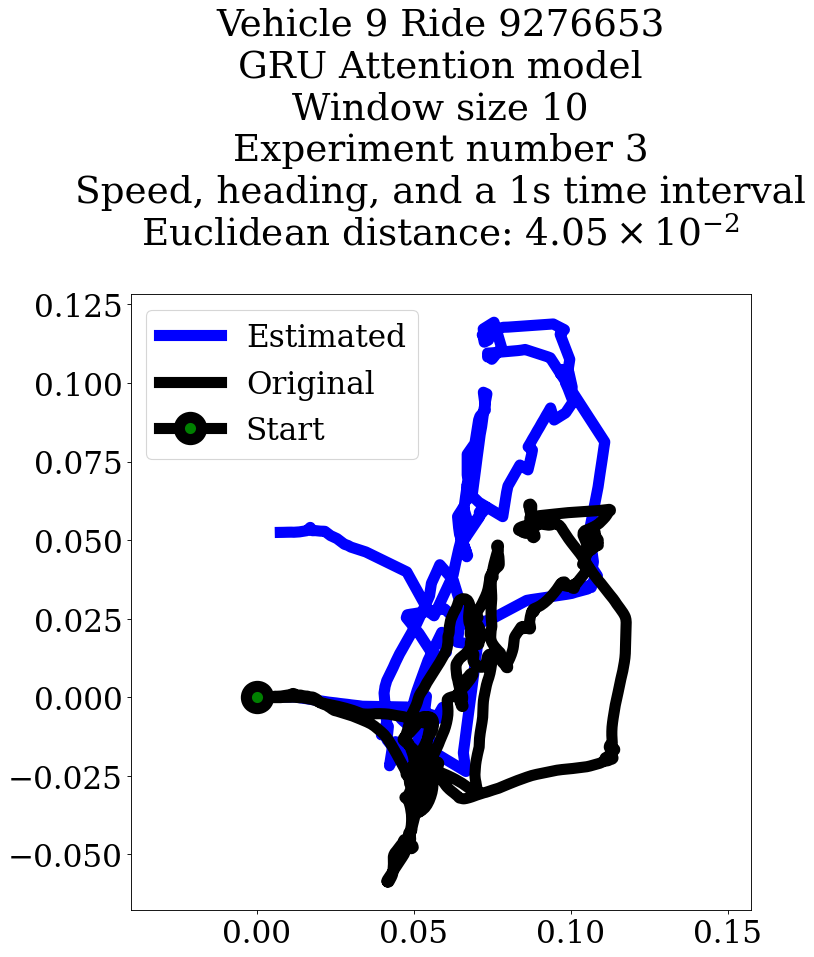 Vehicle 9 Ride 9276653
GRU Attention model
Window size 10
Experiment number 3
Speed, heading, and a 1s time interval
Euclidean distance: 4.05 × 10⁻²
Estimated
Original
Start
0.125
0.100
0.075
0.050
0.025
0.000
−0.025
−0.050
0.00 0.05 0.10 0.15